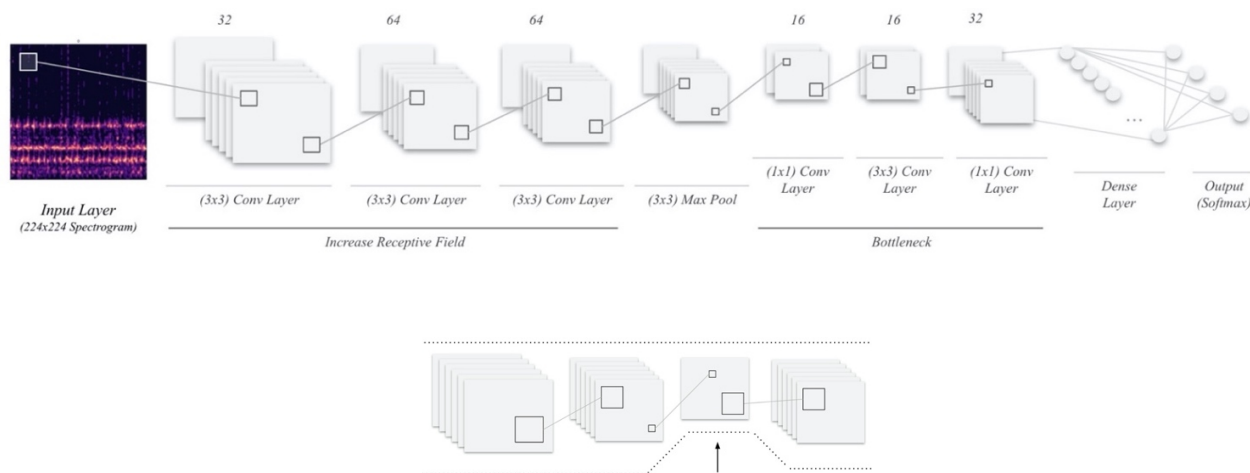 32 64 64 16 16 32
(1x1) Conv Layer (3x3) Conv Layer (1x1) Conv Layer
(3x3) Conv Layer (3x3) Conv Layer (3x3) Conv Layer (3x3) Max Pool
...
Dense Layer
Output (Softmax)
Input Layer
(224x224 Spectrogram)
Increase Receptive Field
Bottleneck